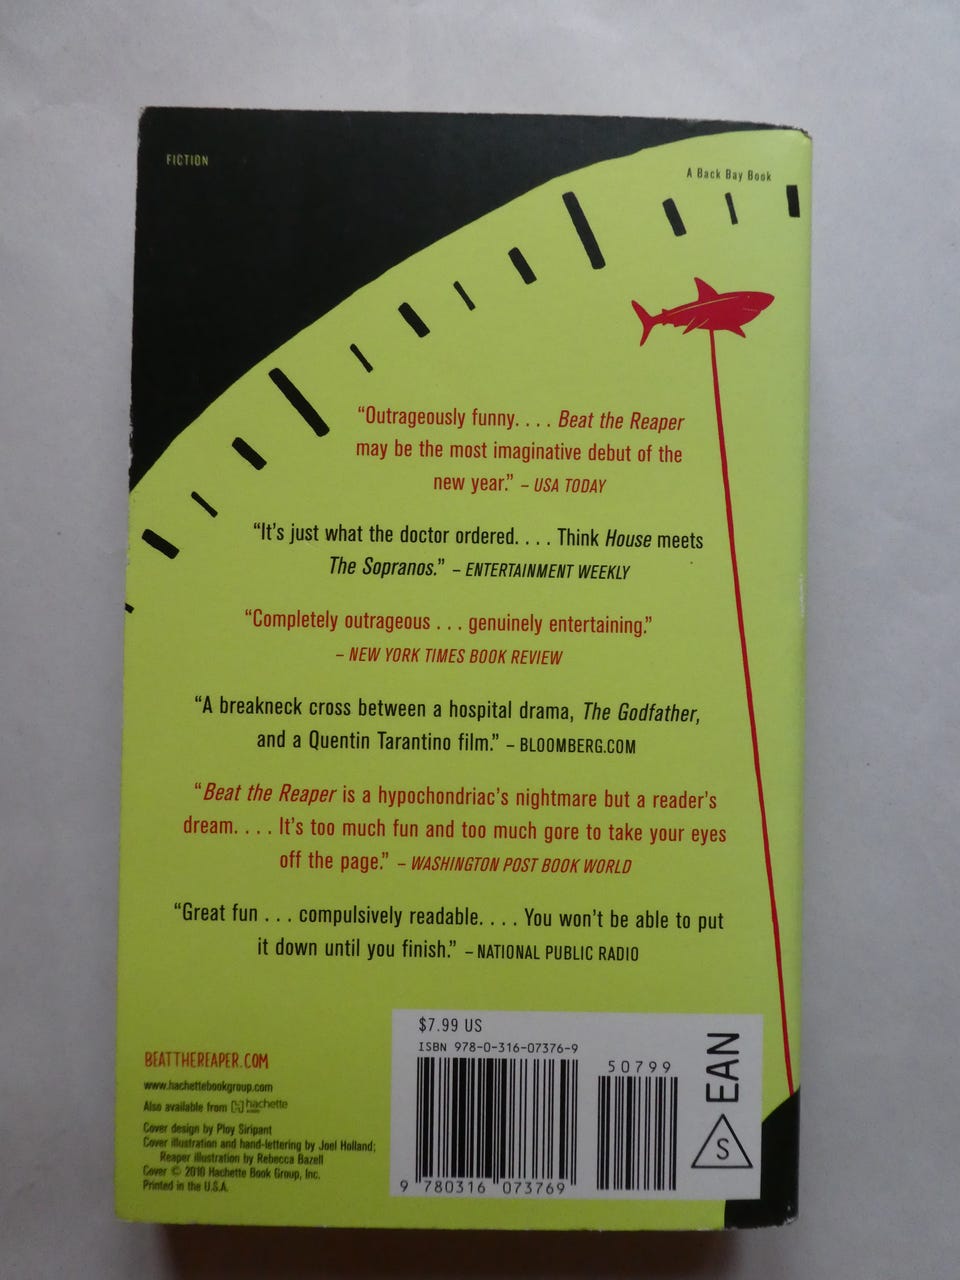 FICTION
A Back Bay Book
“Outrageously funny. . . . Beat the Reaper
may be the most imaginative debut of the
new year.” – USA TODAY
“It’s just what the doctor ordered. . . . Think House meets
The Sopranos.” – ENTERTAINMENT WEEKLY
“Completely outrageous . . . genuinely entertaining.”
– NEW YORK TIMES BOOK REVIEW
“A breakneck cross between a hospital drama, The Godfather,
and a Quentin Tarantino film.” – BLOOMBERG.COM
“Beat the Reaper is a hypochondriac’s nightmare but a reader’s
dream. . . . It’s too much fun and too much gore to take your eyes
off the page.” – WASHINGTON POST BOOK WORLD
“Great fun . . . compulsively readable. . . . You won’t be able to put
it down until you finish.” – NATIONAL PUBLIC RADIO
BEATTHEREAPER.COM
www.hachettebookgroup.com
Also available from hachette
Cover design by Ploy Siripant
Cover illustration and hand-lettering by Joel Holland;
Reaper illustration by Rebecca Bazell
Cover © 2010 Hachette Book Group, Inc.
Printed in the U.S.A.
$7.99 US
ISBN 978-0-316-07376-9
50799
9 780316 073769
EAN
S